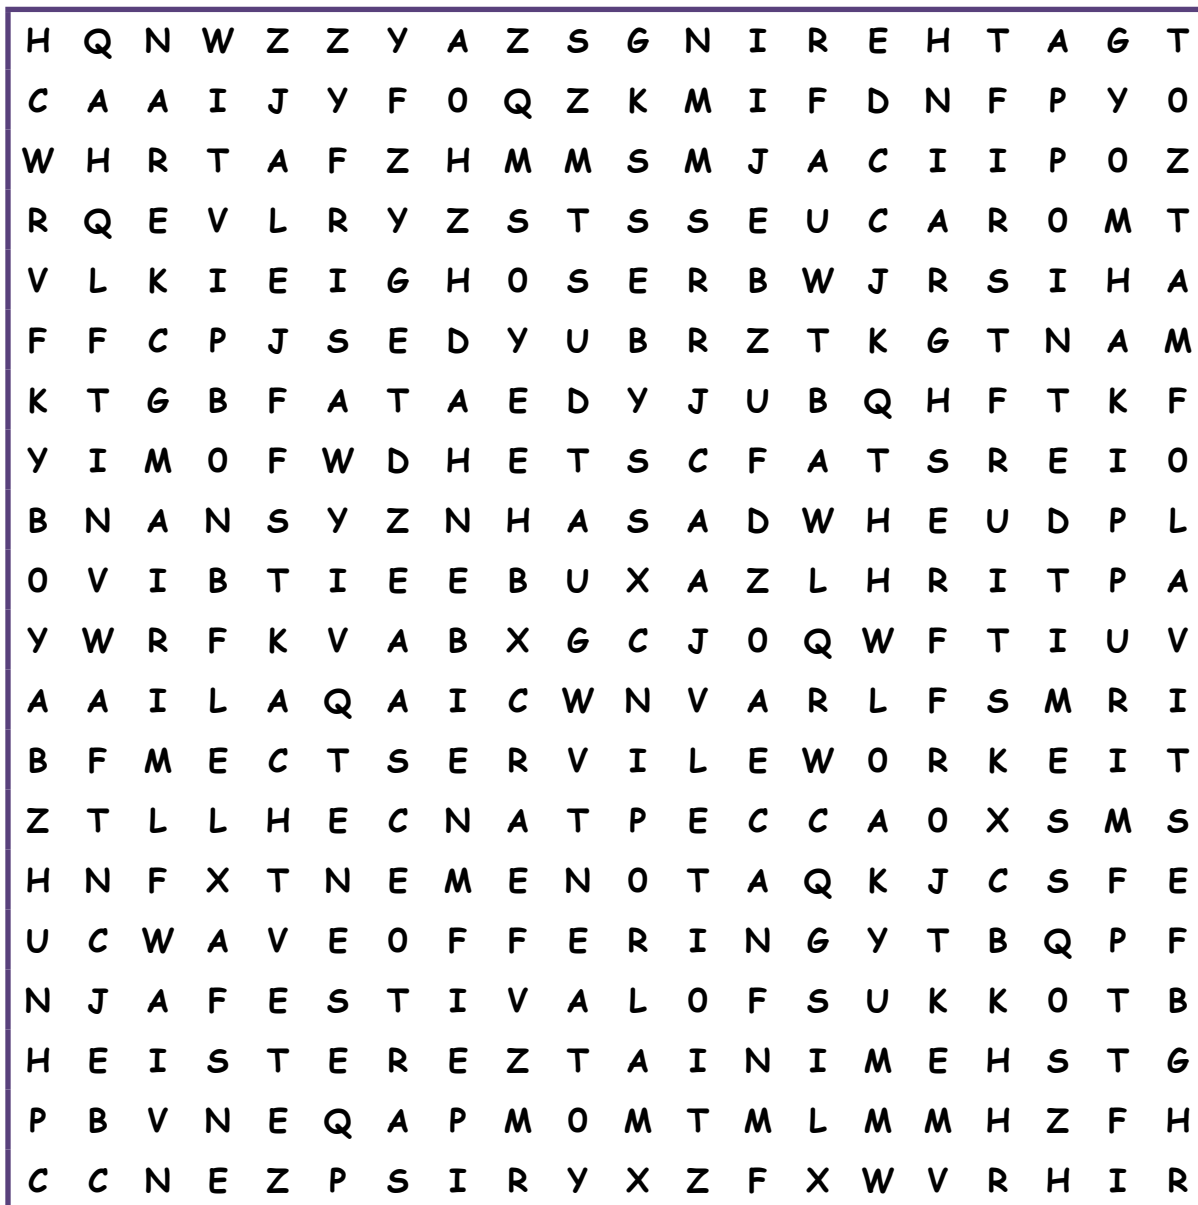 H Q N W Z Z Y A Z S G N I R E H T A G T
C A A I J Y F O Q Z K M I F D N F P Y O
W H R T A F Z H M M S M J A C I I P O Z
R Q E V L R Y Z S T S S E U C A R O M T
V L K I E I G H O S E R B W J R S I H A
F F C P J S E D Y U B R Z T K G T N A M
K T G B F A T A E D Y J U B Q H F T K F
Y I M O F W D H E T S C F A T S R E I O
B N A N S Y Z N H A S A D W H E U D P L
O V I B T I E E B U X A Z L H R I T P A
Y W R F K V A B X G C J O Q W F T I U V
A A I L A Q A I C W N V A R L F S M R I
B F M E C T S E R V I L E W O R K E I T
Z T L L H E C N A T P E C C A O X S M S
H N F X T N E M E N O T A Q K J C S F E
U C W A V E O F F E R I N G Y T B Q P F
N J A F E S T I V A L O F S U K K O T B
H E I S T E R E Z T A I N I M E H S T G
P B V N E Q A P M O M T M L M M H Z F H
C C N E Z P S I R Y X Z F X W V R H I R